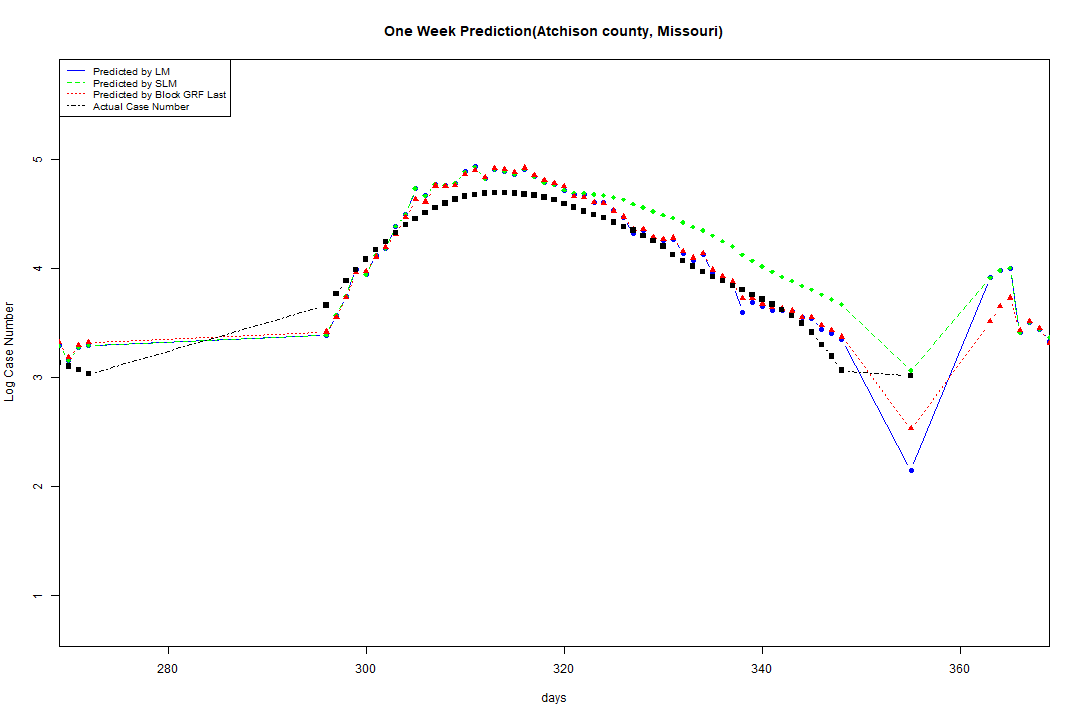 One Week Prediction(Atchison county, Missouri)
Predicted by LM
Predicted by SLM
Predicted by Block GRF Last
Actual Case Number
5
4
3
2
1
Log Case Number
280 300 320 340 360
days